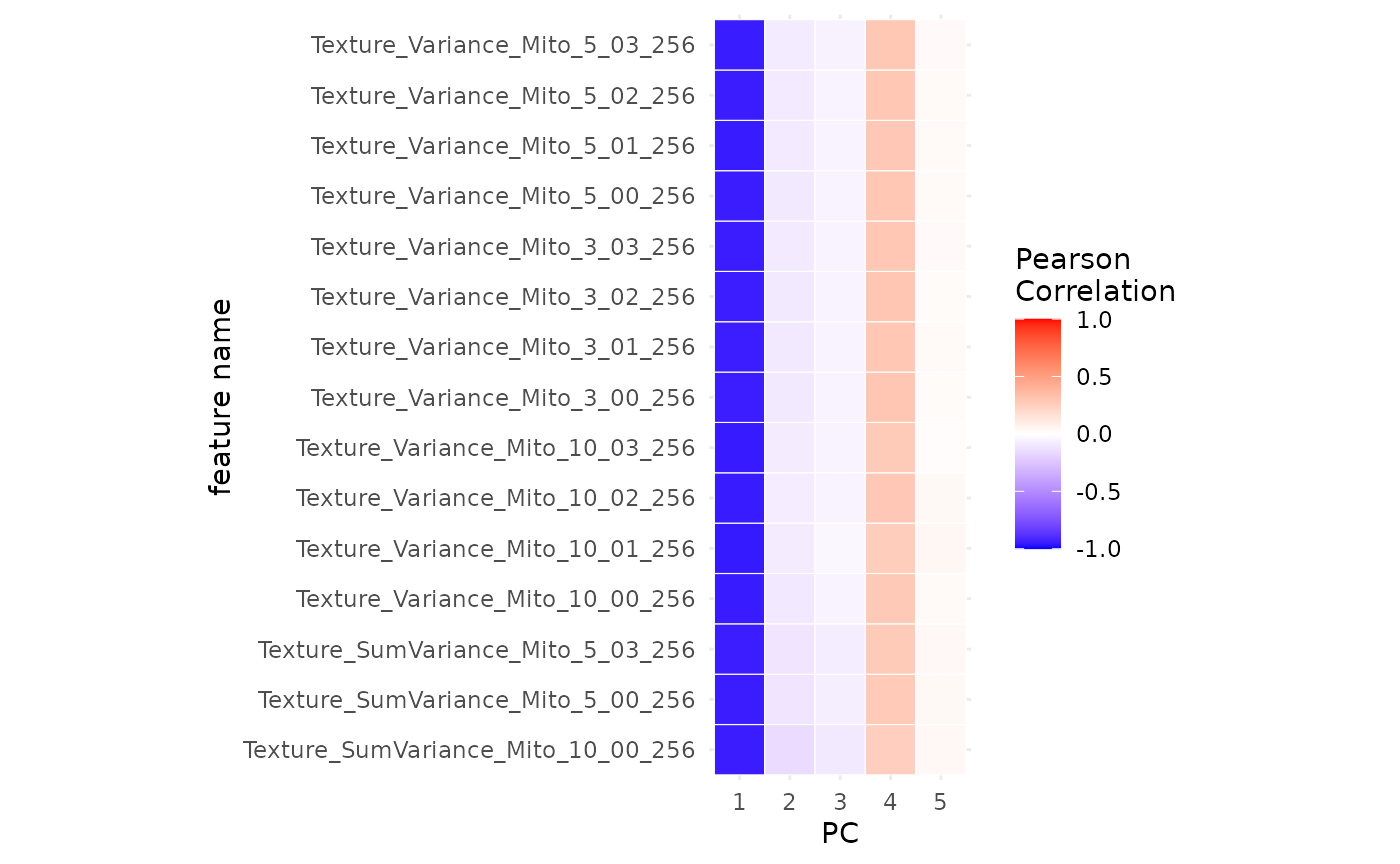 Texture_Variance_Mito_5_03_256
Texture_Variance_Mito_5_02_256
Texture_Variance_Mito_5_01_256
Texture_Variance_Mito_5_00_256
Texture_Variance_Mito_3_03_256
Texture_Variance_Mito_3_02_256
Texture_Variance_Mito_3_01_256
Texture_Variance_Mito_3_00_256
Texture_Variance_Mito_10_03_256
Texture_Variance_Mito_10_02_256
Texture_Variance_Mito_10_01_256
Texture_Variance_Mito_10_00_256
Texture_SumVariance_Mito_5_03_256
Texture_SumVariance_Mito_5_00_256
Texture_SumVariance_Mito_10_00_256
feature name
1 2 3 4 5
PC
Pearson
Correlation
1.0
0.5
0.0
-0.5
-1.0